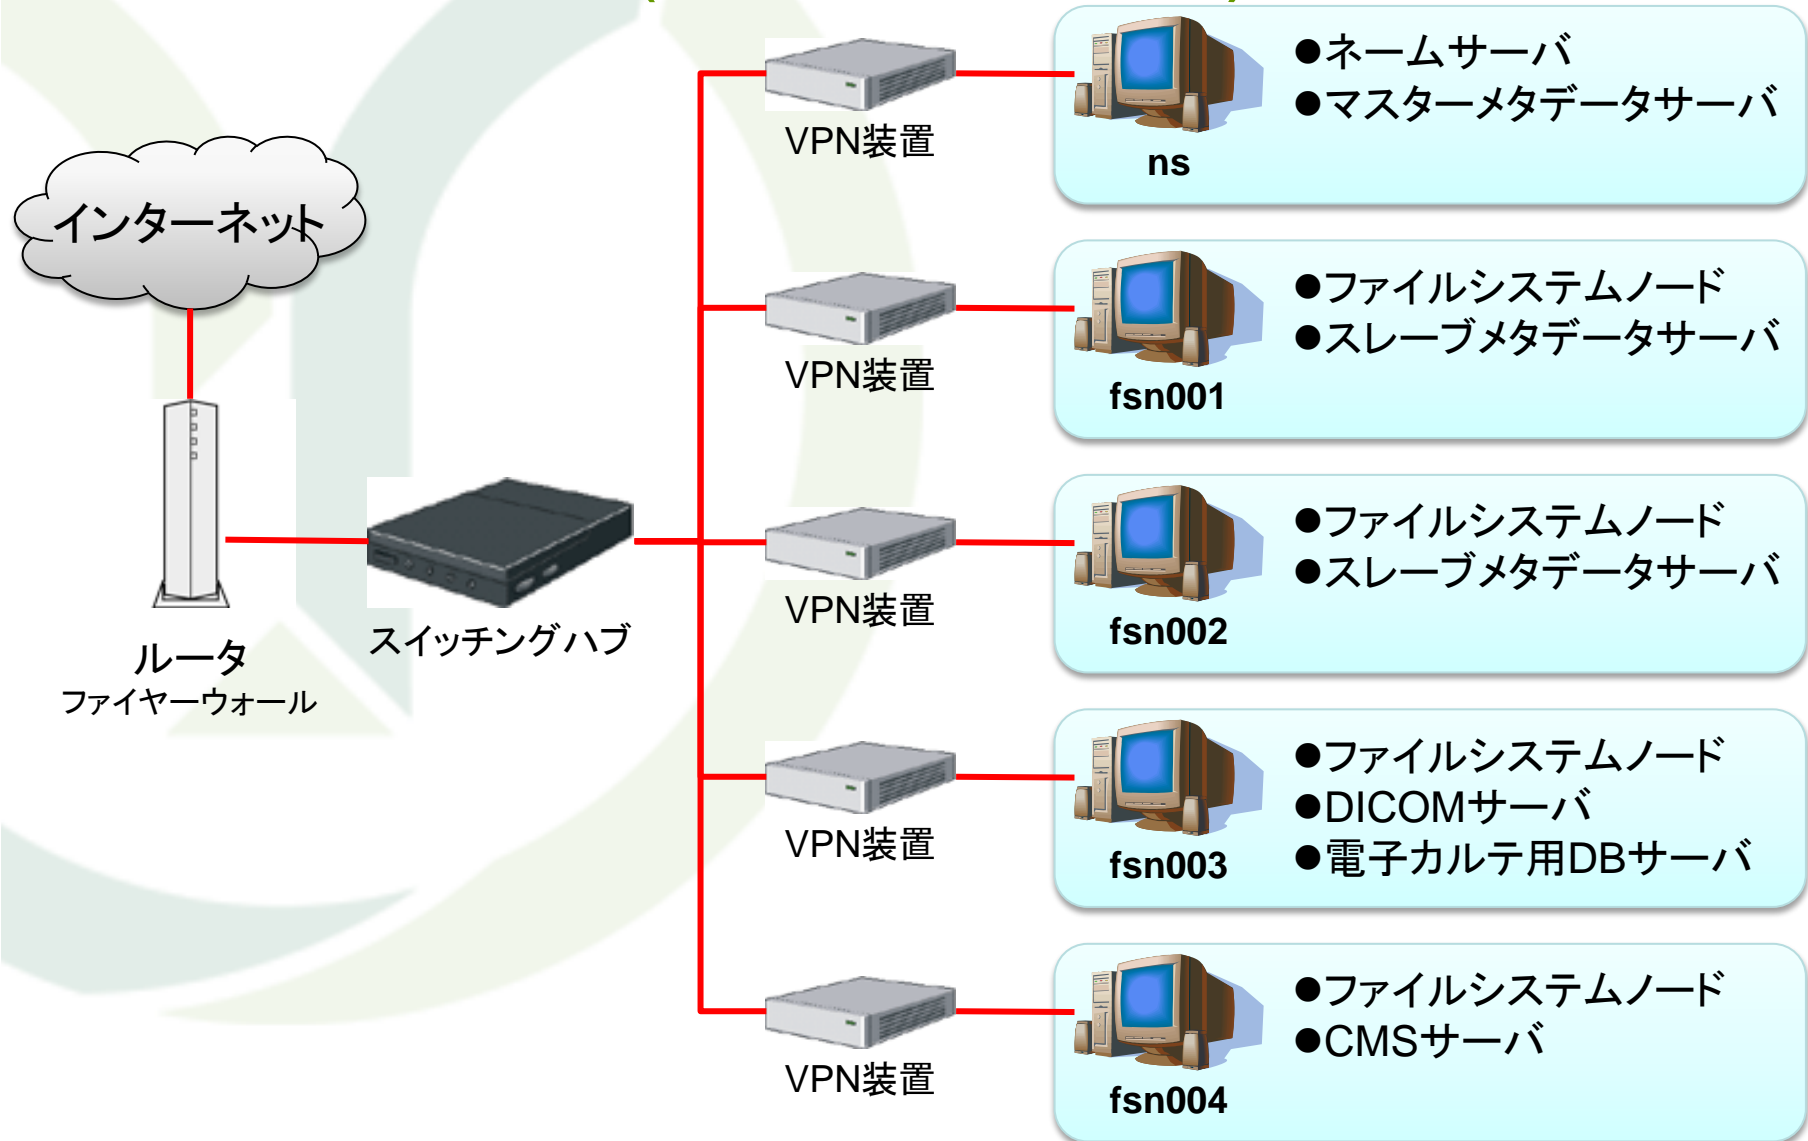 インターネット
ルータ
ファイヤーウォール
スイッチングハブ
VPN装置
ns
●ネームサーバ
●マスターメタデータサーバ
VPN装置
fsn001
●ファイルシステムノード
●スレーブメタデータサーバ
VPN装置
fsn002
●ファイルシステムノード
●スレーブメタデータサーバ
VPN装置
fsn003
●ファイルシステムノード
●DICOMサーバ
●電子カルテ用DBサーバ
VPN装置
fsn004
●ファイルシステムノード
●CMSサーバ